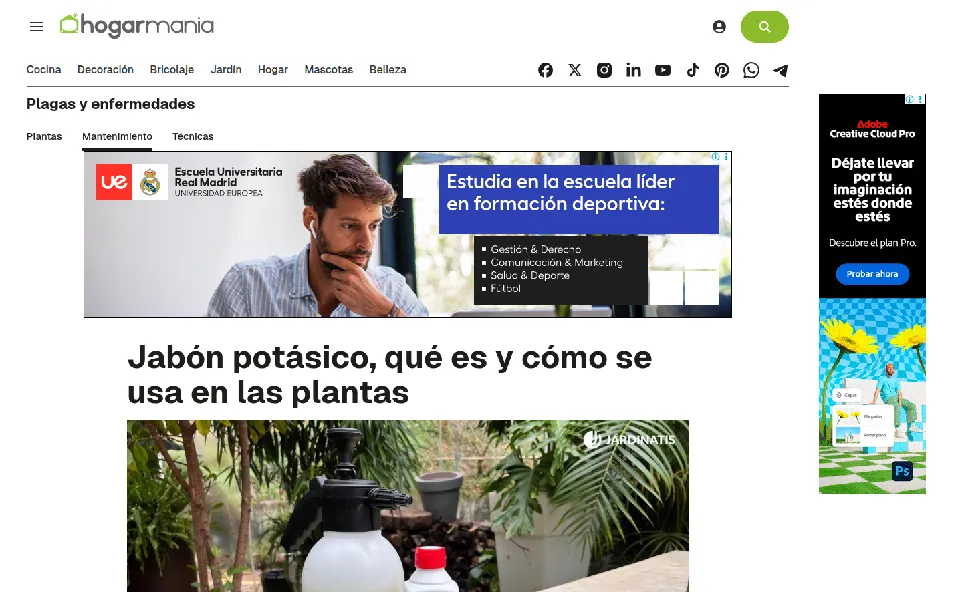 hogarmania
Cocina Decoración Bricolaje Jardín Hogar Mascotas Belleza
Plagas y enfermedades
Plantas Mantenimiento Técnicas
ue
Escuela Universitaria
Real Madrid
UNIVERSIDAD EUROPEA
Estudia en la escuela líder
en formación deportiva:
Gestión & Derecho
Comunicación & Marketing
Salud & Deporte
Fútbol
Jabón potásico, qué es y cómo se
usa en las plantas
JARDINATIS
Adobe
Creative Cloud Pro
Déjate llevar
por tu
imaginación
estés donde
estés
Descubre el plan Pro.
Probar ahora
Capas
Ps